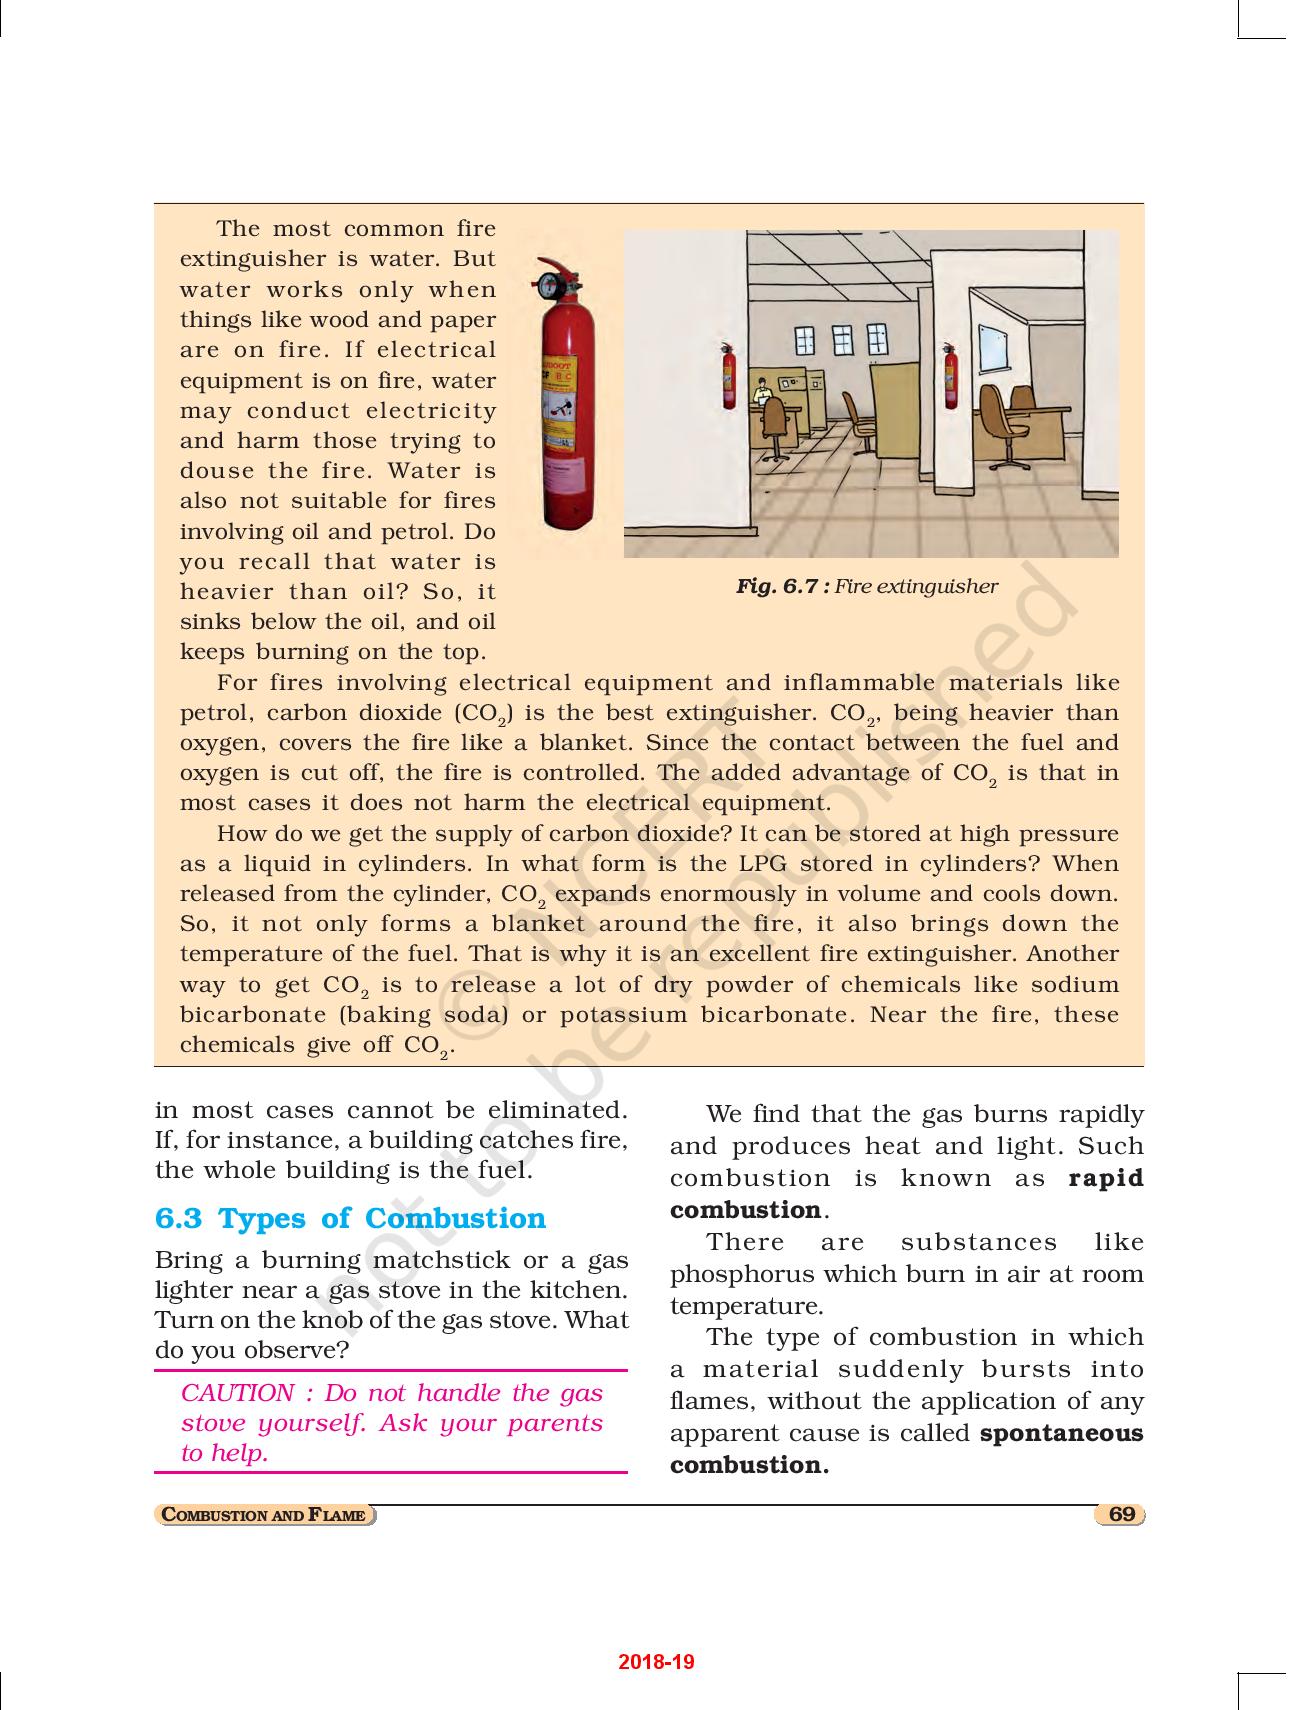 The most common fire
extinguisher is water. But
water works only when
things like wood and paper
are on fire. If electrical
equipment is on fire, water
may conduct electricity
and harm those trying to
douse the fire. Water is
also not suitable for fires
involving oil and petrol. Do
you recall that water is
heavier than oil? So, it
sinks below the oil, and oil
keeps burning on the top.
Fig. 6.7 : Fire extinguisher
For fires involving electrical equipment and inflammable materials like
petrol, carbon dioxide (CO₂) is the best extinguisher. CO₂, being heavier than
oxygen, covers the fire like a blanket. Since the contact between the fuel and
oxygen is cut off, the fire is controlled. The added advantage of CO₂ is that in
most cases it does not harm the electrical equipment.
How do we get the supply of carbon dioxide? It can be stored at high pressure
as a liquid in cylinders. In what form is the LPG stored in cylinders? When
released from the cylinder, CO₂ expands enormously in volume and cools down.
So, it not only forms a blanket around the fire, it also brings down the
temperature of the fuel. That is why it is an excellent fire extinguisher. Another
way to get CO₂ is to release a lot of dry powder of chemicals like sodium
bicarbonate (baking soda) or potassium bicarbonate. Near the fire, these
chemicals give off CO₂.
© NCERT
not to be republished
in most cases cannot be eliminated.
If, for instance, a building catches fire,
the whole building is the fuel.
6.3 Types of Combustion
Bring a burning matchstick or a gas
lighter near a gas stove in the kitchen.
Turn on the knob of the gas stove. What
do you observe?
CAUTION : Do not handle the gas
stove yourself. Ask your parents
to help.
We find that the gas burns rapidly
and produces heat and light. Such
combustion is known as rapid
combustion.
There are substances like
phosphorus which burn in air at room
temperature.
The type of combustion in which
a material suddenly bursts into
flames, without the application of any
apparent cause is called spontaneous
combustion.
COMBUSTION AND FLAME
69
2018-19